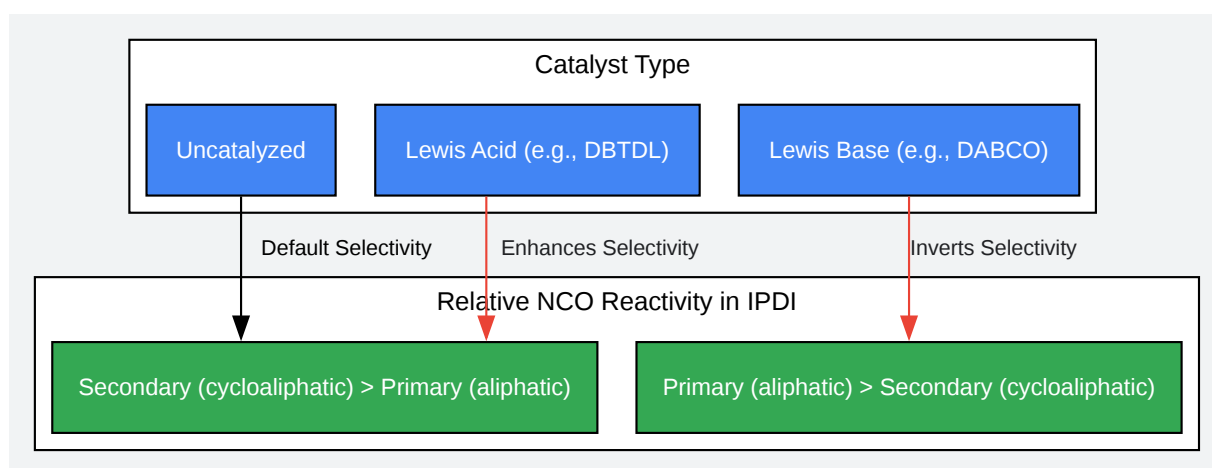 Catalyst Type
Uncatalyzed
Lewis Acid (e.g., DBTDL)
Lewis Base (e.g., DABCO)
Default Selectivity
Enhances Selectivity
Inverts Selectivity
Relative NCO Reactivity in IPDI
Secondary (cycloaliphatic) > Primary (aliphatic)
Primary (aliphatic) > Secondary (cycloaliphatic)